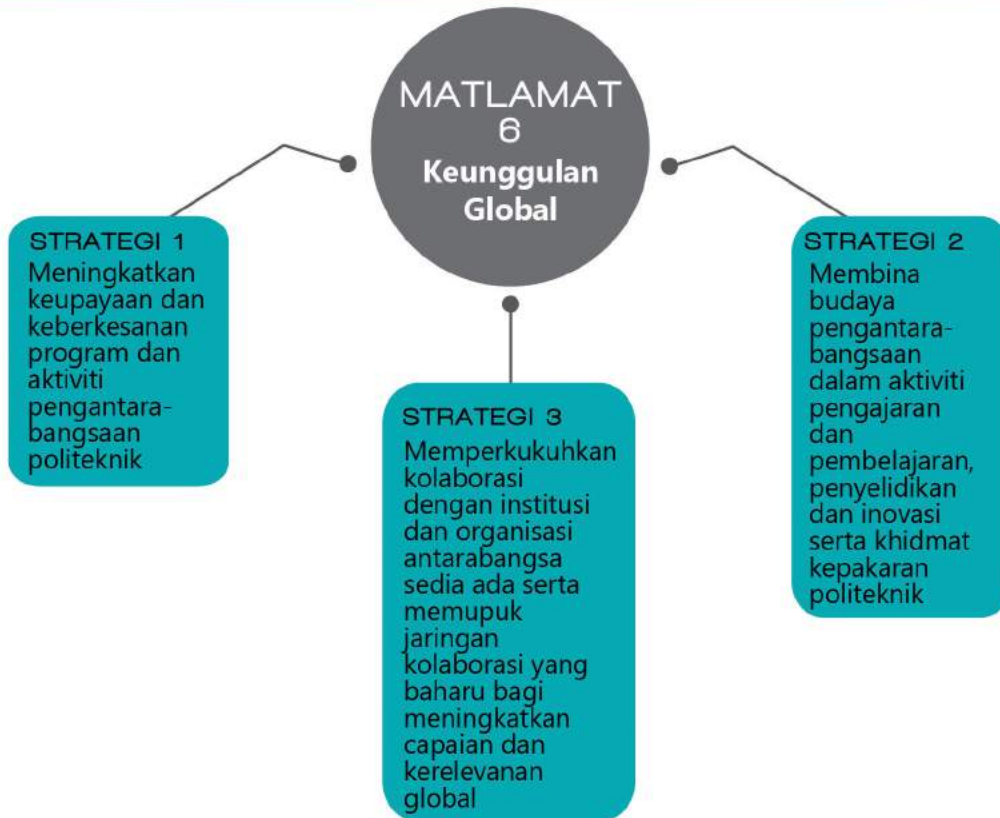 MATLAMAT
6
Keunggulan
Global
STRATEGI 1
Meningkatkan
keupayaan dan
keberkesanan
program dan
aktiviti
pengantara-
bangsaan
politeknik
STRATEGI 2
Membina
budaya
pengantara-
bangsaan
dalam aktiviti
pengajaran
dan
pembelajaran,
penyelidikan
dan inovasi
serta khidmat
kepakaran
politeknik
STRATEGI 3
Memperkukuhkan
kolaborasi
dengan institusi
dan organisasi
antarabangsa
sedia ada serta
memupuk
jaringan
kolaborasi yang
baharu bagi
meningkatkan
capaian dan
kerelevanan
global